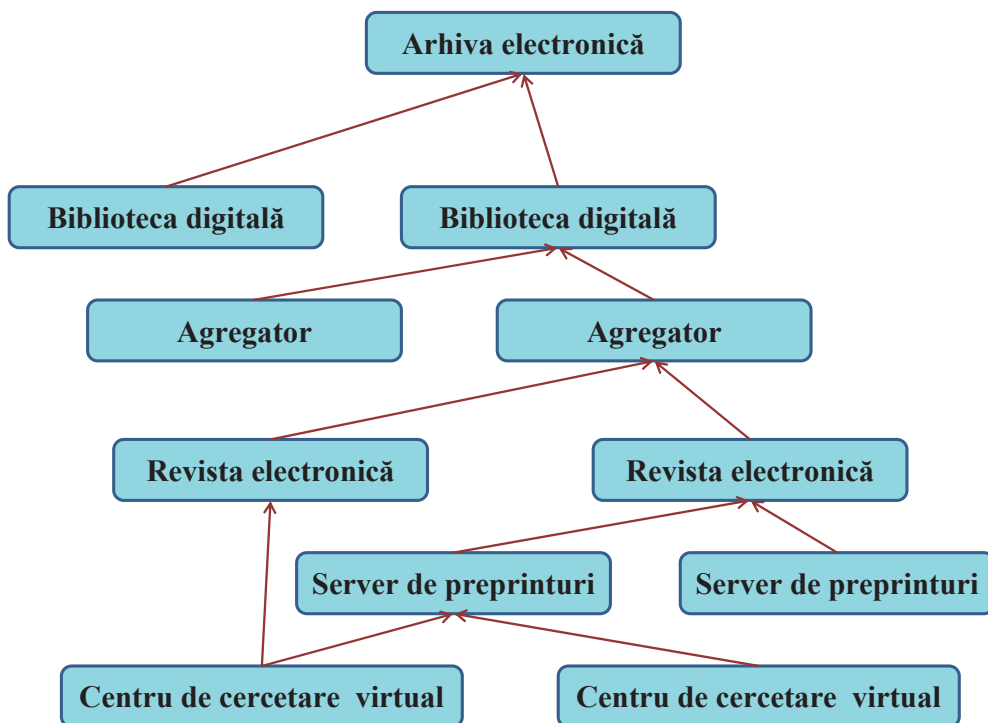 Arhiva electronică
Biblioteca digitală
Biblioteca digitală
Agregator
Agregator
Revista electronică
Revista electronică
Server de preprinturi
Server de preprinturi
Centru de cercetare virtual
Centru de cercetare virtual